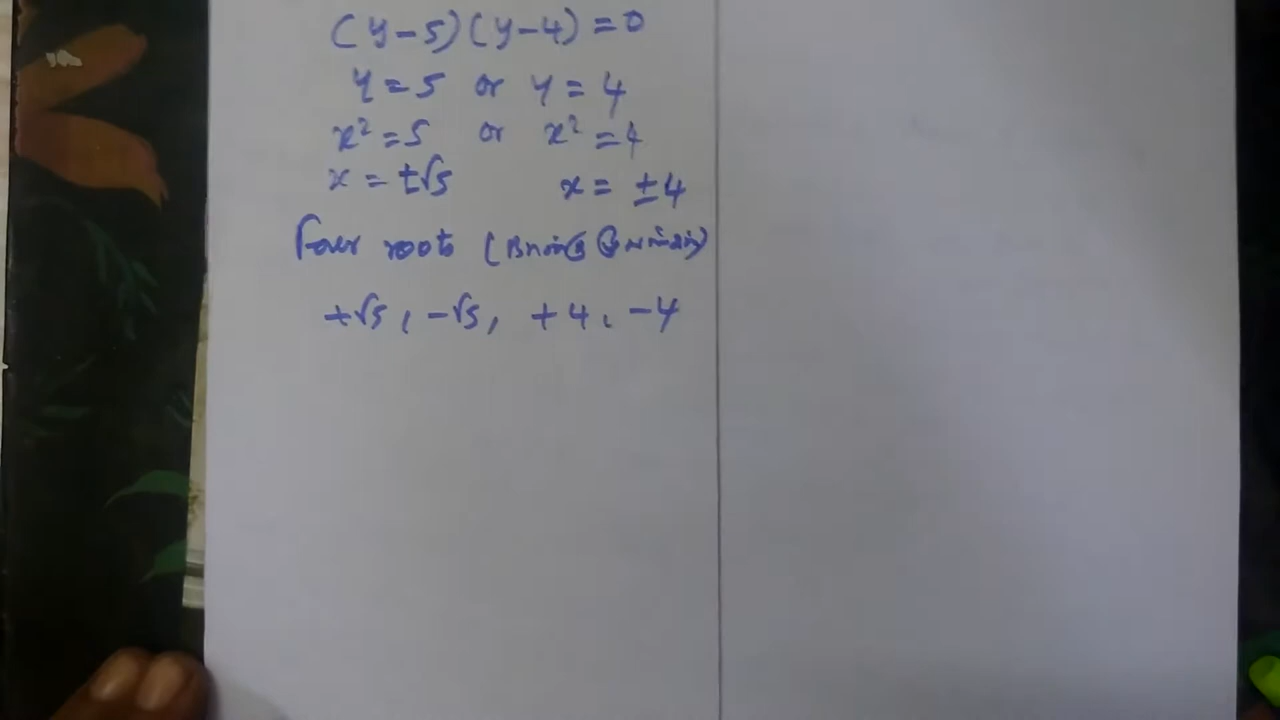 (y-5)(y-4)=0
y=5 or y=4
x²=5 or x²=4
x=±√5 x=±4
Four roots (நான்கு
+√5, -√5, +4, -4